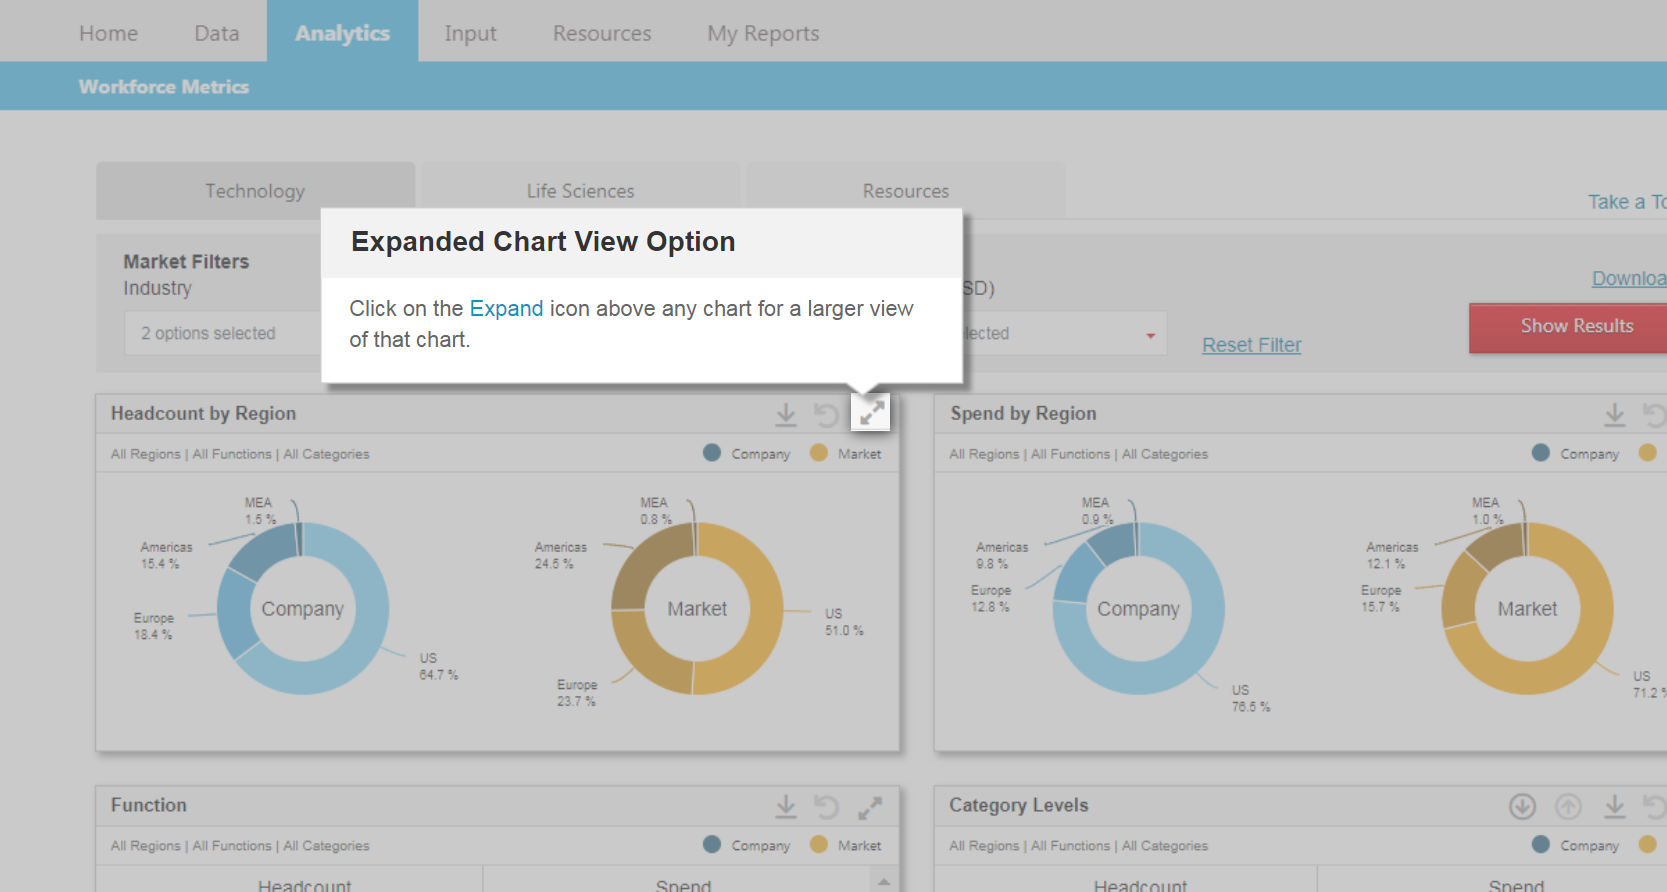 Home Data Analytics Input Resources My Reports
Workforce Metrics
Technology Life Sciences Resources
Take a
Expanded Chart View Option
Click on the Expand icon above any chart for a larger view
of that chart.
Market Filters
Industry
2 options selected
SD)
lected
Reset Filter
Show Results
Headcount by Region
All Regions | All Functions | All Categories
Company Market
MEA
1.5 %
Americas
15.4 %
Europe
18.4 %
US
64.7 %
Company
MEA
0.8 %
Americas
24.5 %
Europe
23.7 %
US
51.0 %
Market
Spend by Region
All Regions | All Functions | All Categories
Company
MEA
0.9 %
Americas
9.8 %
Europe
12.8 %
US
76.5 %
Company
MEA
1.0 %
Americas
12.1 %
Europe
15.7 %
US
71.2 %
Market
Function
All Regions | All Functions | All Categories
Company Market
Headcount Spend
Category Levels
All Regions | All Functions | All Categories
Company
Headcount Spend